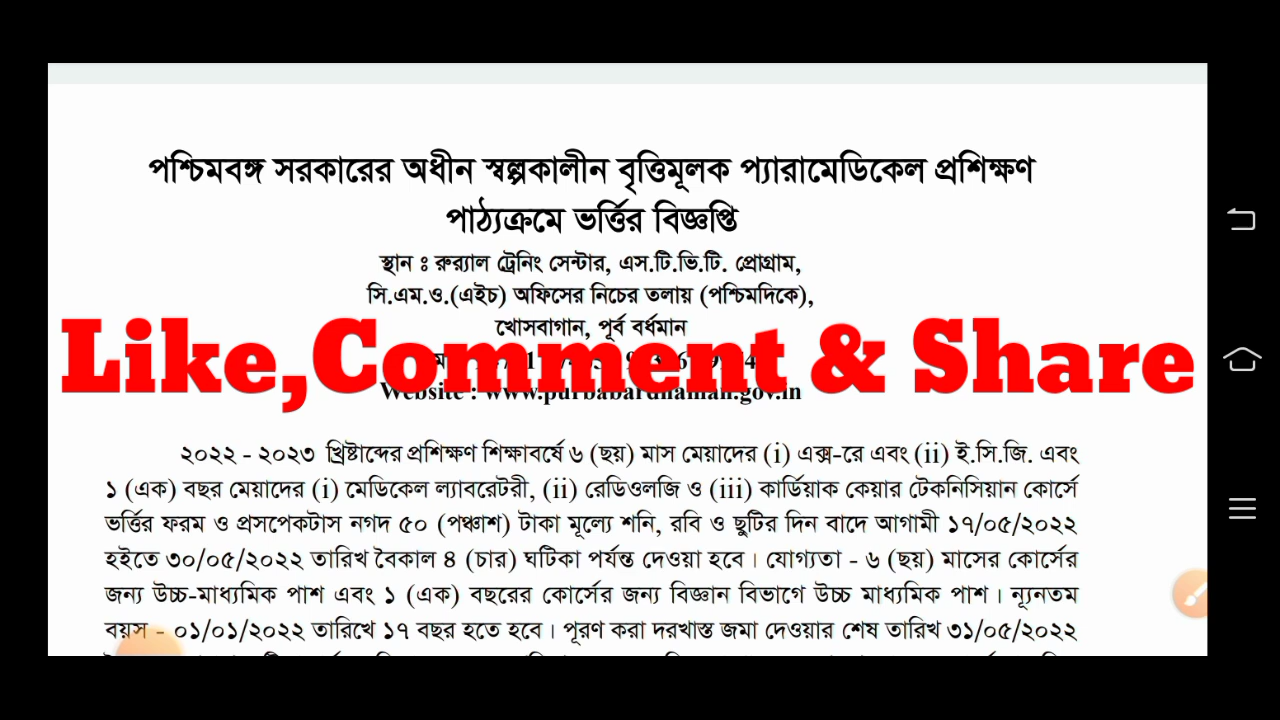 পশ্চিমবঙ্গ সরকারের অধীন স্বল্পকালীন বৃত্তিমূলক প্যারামেডিকেল প্রশিক্ষণ
পাঠ্যক্রমে ভর্ত্তির বিজ্ঞপ্তি
স্থান ঃ রুর‍্যাল ট্রেনিং সেন্টার, এস.টি.ভি.টি. প্রোগ্রাম,
সি.এম.ও.(এইচ) অফিসের নিচের তলায় (পশ্চিমদিকে),
খোসবাগান, পূর্ব বর্ধমান
Like,Comment & Share
Website : www.purbabardhaman.gov.in
২০২২ - ২০২৩ খ্রিষ্টাব্দের প্রশিক্ষণ শিক্ষাবর্ষে ৬ (ছয়) মাস মেয়াদের (i) এক্স-রে এবং (ii) ই.সি.জি. এবং
১ (এক) বছর মেয়াদের (i) মেডিকেল ল্যাবরেটরী, (ii) রেডিওলজি ও (iii) কার্ডিয়াক কেয়ার টেকনিসিয়ান কোর্সে
ভর্ত্তির ফরম ও প্রসপেকটাস নগদ ৫০ (পঞ্চাশ) টাকা মূল্যে শনি, রবি ও ছুটির দিন বাদে আগামী ১৭/০৫/২০২২
হইতে ৩০/০৫/২০২২ তারিখ বৈকাল ৪ (চার) ঘটিকা পর্যন্ত দেওয়া হবে। যোগ্যতা - ৬ (ছয়) মাসের কোর্সের
জন্য উচ্চ-মাধ্যমিক পাশ এবং ১ (এক) বছরের কোর্সের জন্য বিজ্ঞান বিভাগে উচ্চ মাধ্যমিক পাশ। ন্যূনতম
বয়স - ০১/০১/২০২২ তারিখে ১৭ বছর হতে হবে। পূরণ করা দরখাস্ত জমা দেওয়ার শেষ তারিখ ৩১/০৫/২০২২